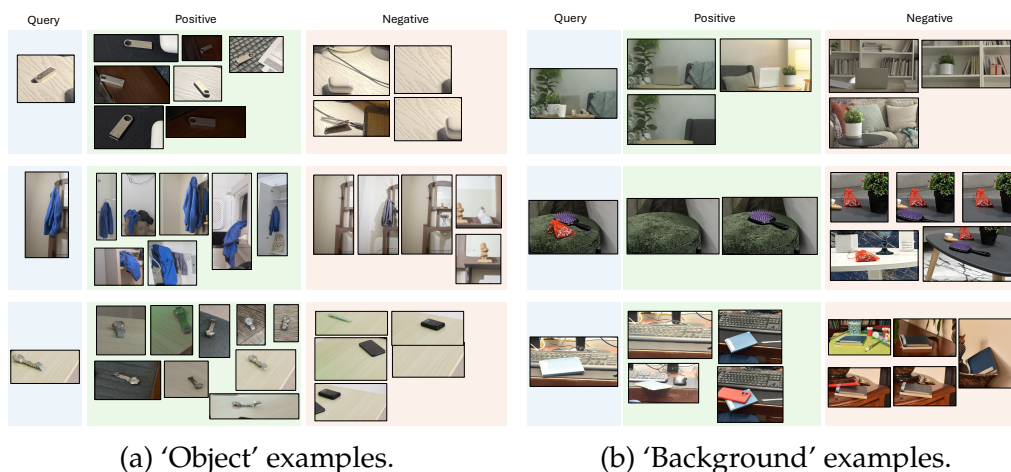 Query Positive Negative
Query Positive Negative
(a) ‘Object’ examples.
(b) ‘Background’ examples.